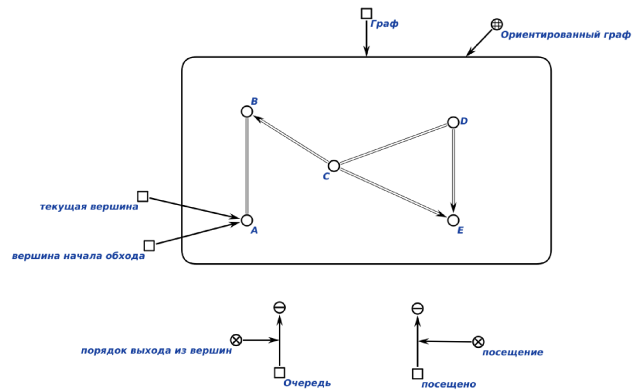 Граф
Ориентированный граф
B
D
C
текущая вершина
A
E
вершина начала обхода
порядок выхода из вершин
посещение
Очередь
посещено